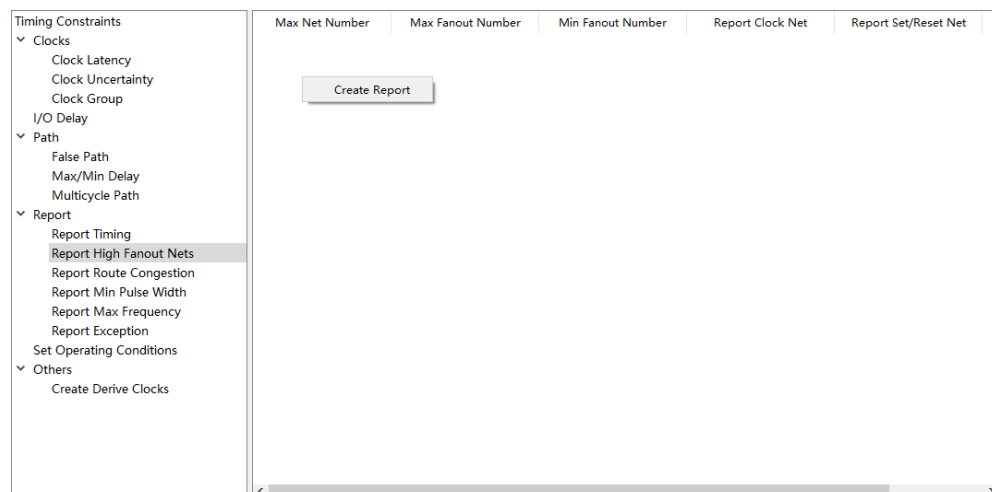 Timing Constraints
Clocks
Clock Latency
Clock Uncertainty
Clock Group
I/O Delay
Path
False Path
Max/Min Delay
Multicycle Path
Report
Report Timing
Report High Fanout Nets
Report Route Congestion
Report Min Pulse Width
Report Max Frequency
Report Exception
Set Operating Conditions
Others
Create Derive Clocks
Max Net Number Max Fanout Number Min Fanout Number Report Clock Net Report Set/Reset Net
Create Report